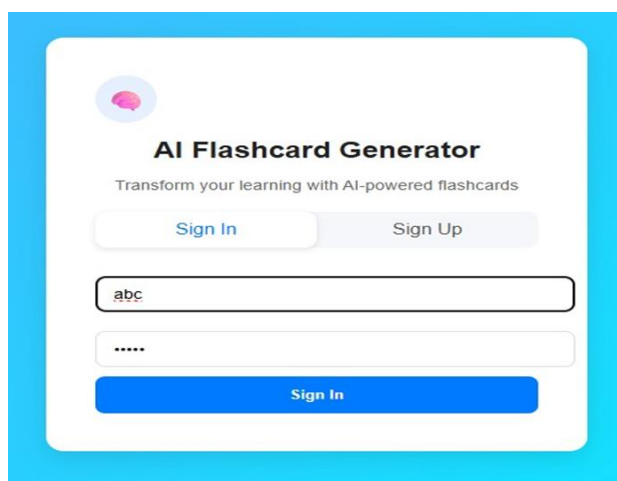 AI Flashcard Generator
Transform your learning with AI-powered flashcards
Sign In Sign Up
abc
•••••
Sign In